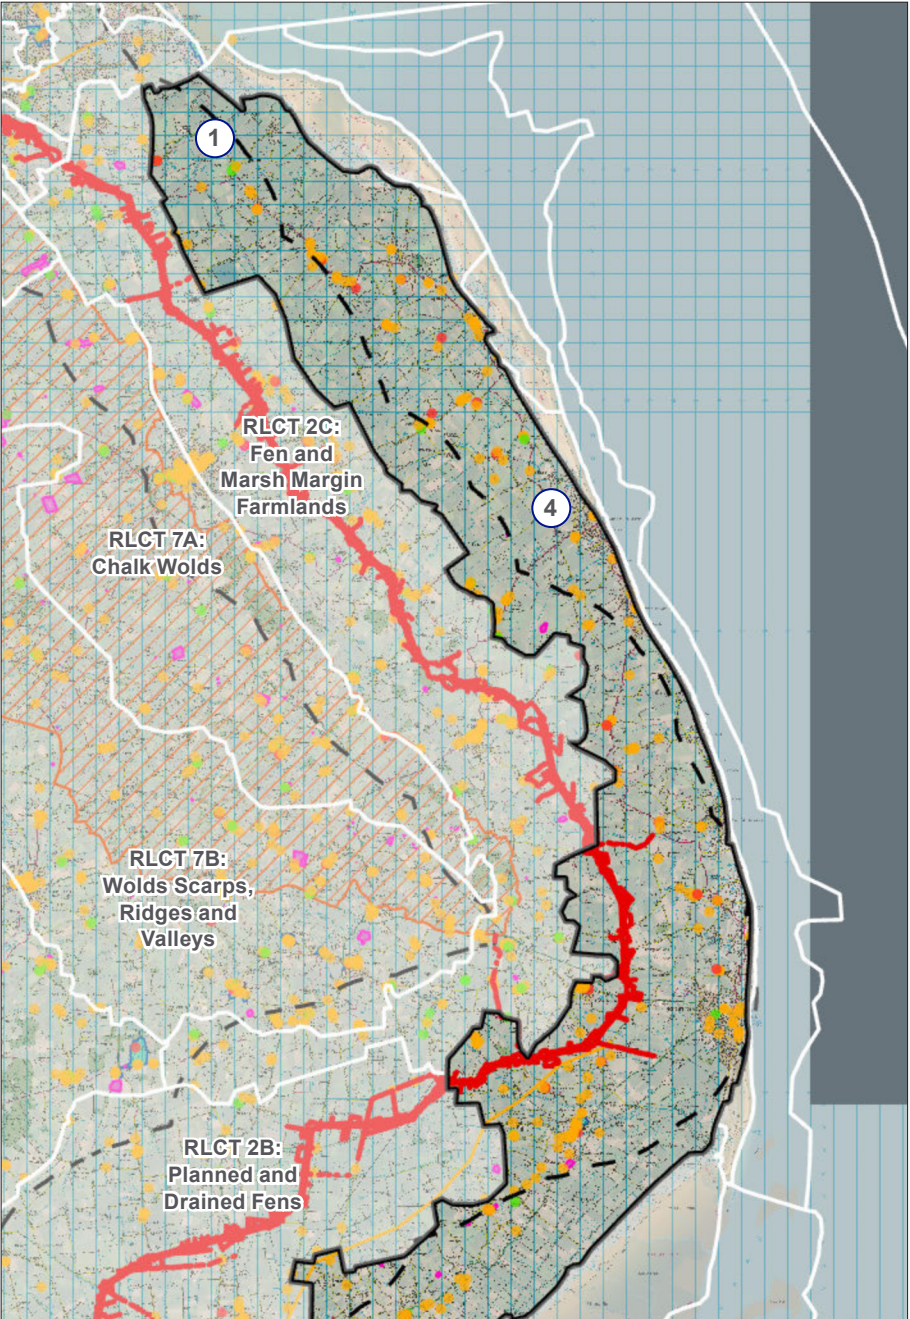 1
RLCT 2C:
Fen and
Marsh Margin
Farmlands
4
RLCT 7A:
Chalk Wolds
RLCT 7B:
Wolds Scarps,
Ridges and
Valleys
RLCT 2B:
Planned and
Drained Fens